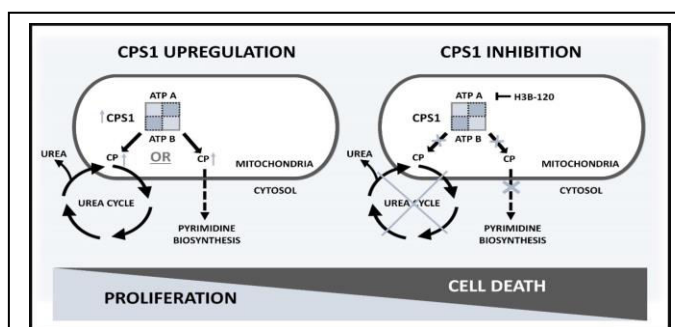 CPS1 UPREGULATION
ATP A
↑CPS1
ATP B
CP↑
OR
CP↑
UREA
MITOCHONDRIA
CYTOSOL
UREA CYCLE
PYRIMIDINE
BIOSYNTHESIS
CPS1 INHIBITION
ATP A
H3B-120
CPS1
ATP B
CP
CP
UREA
MITOCHONDRIA
CYTOSOL
UREA CYCLE
PYRIMIDINE
BIOSYNTHESIS
PROLIFERATION
CELL DEATH